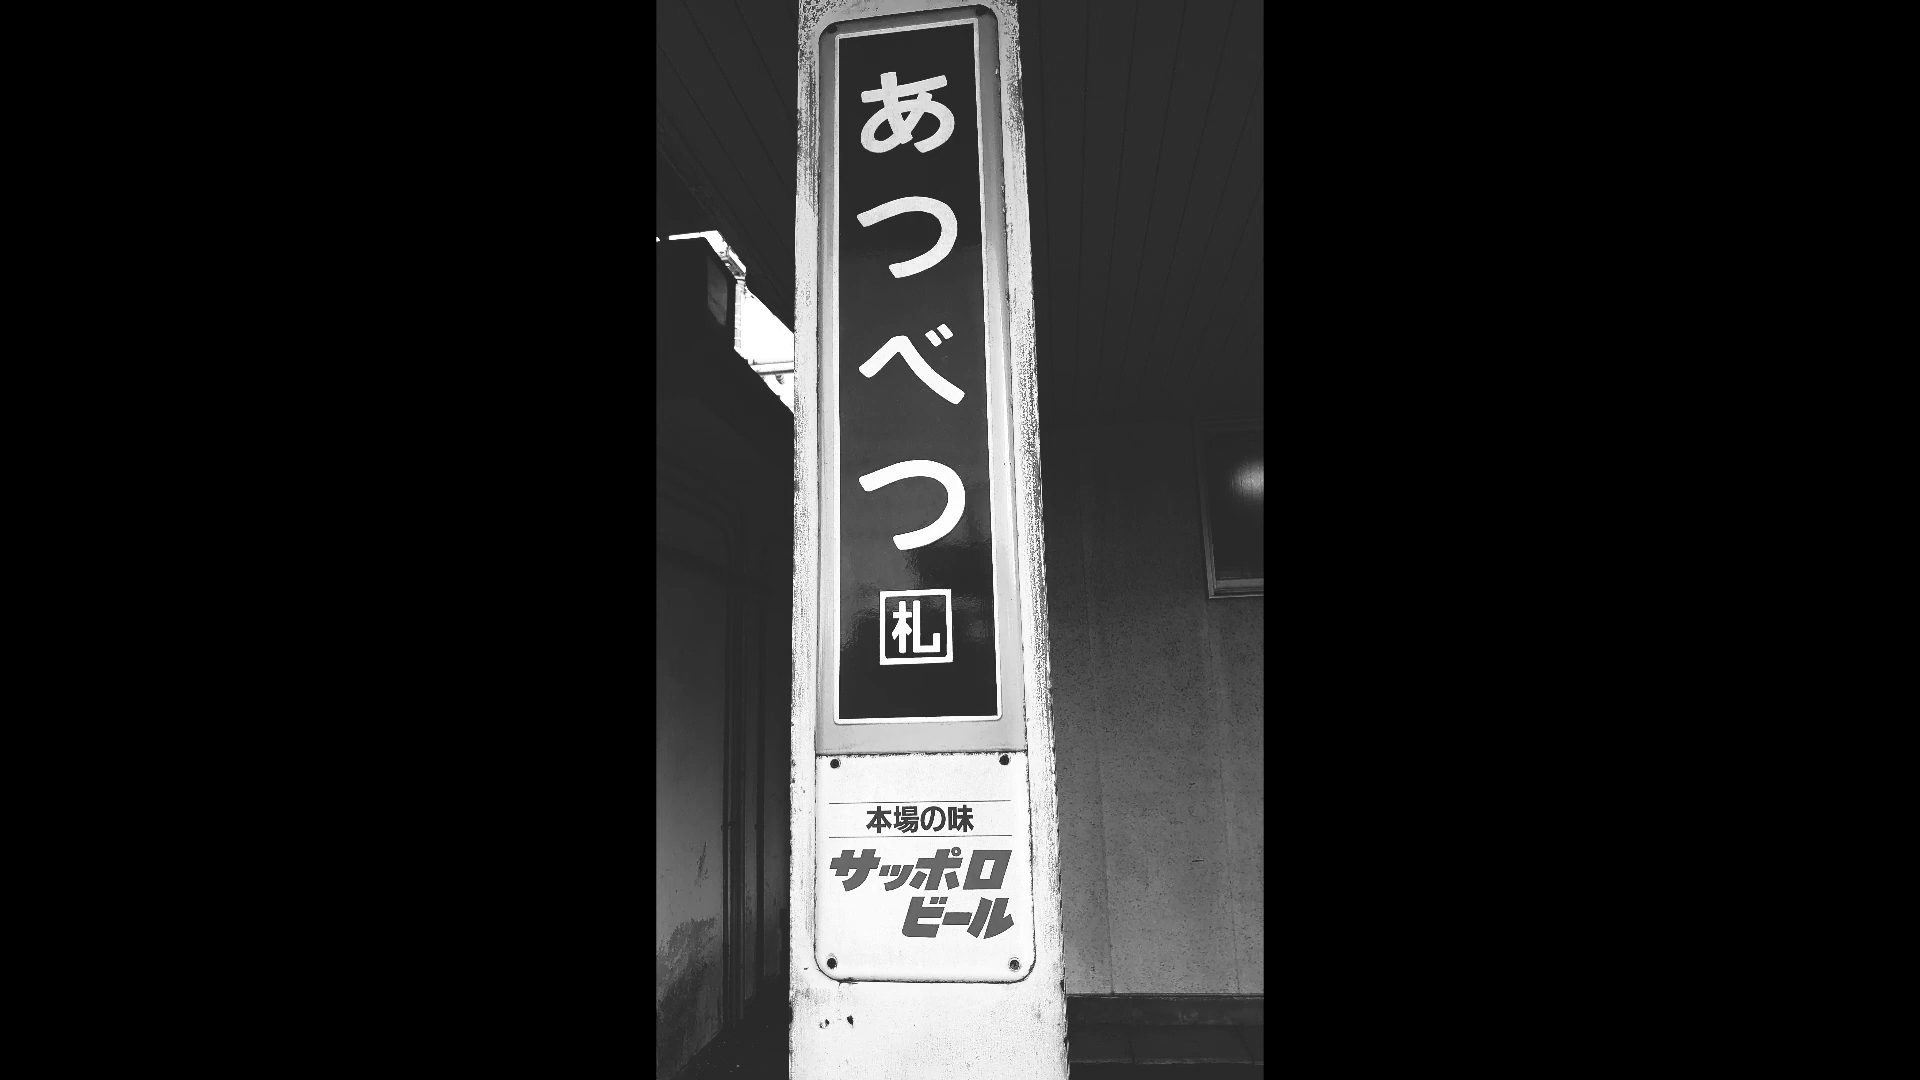 あつべつ
札
本場の味
サッポロ
ビール